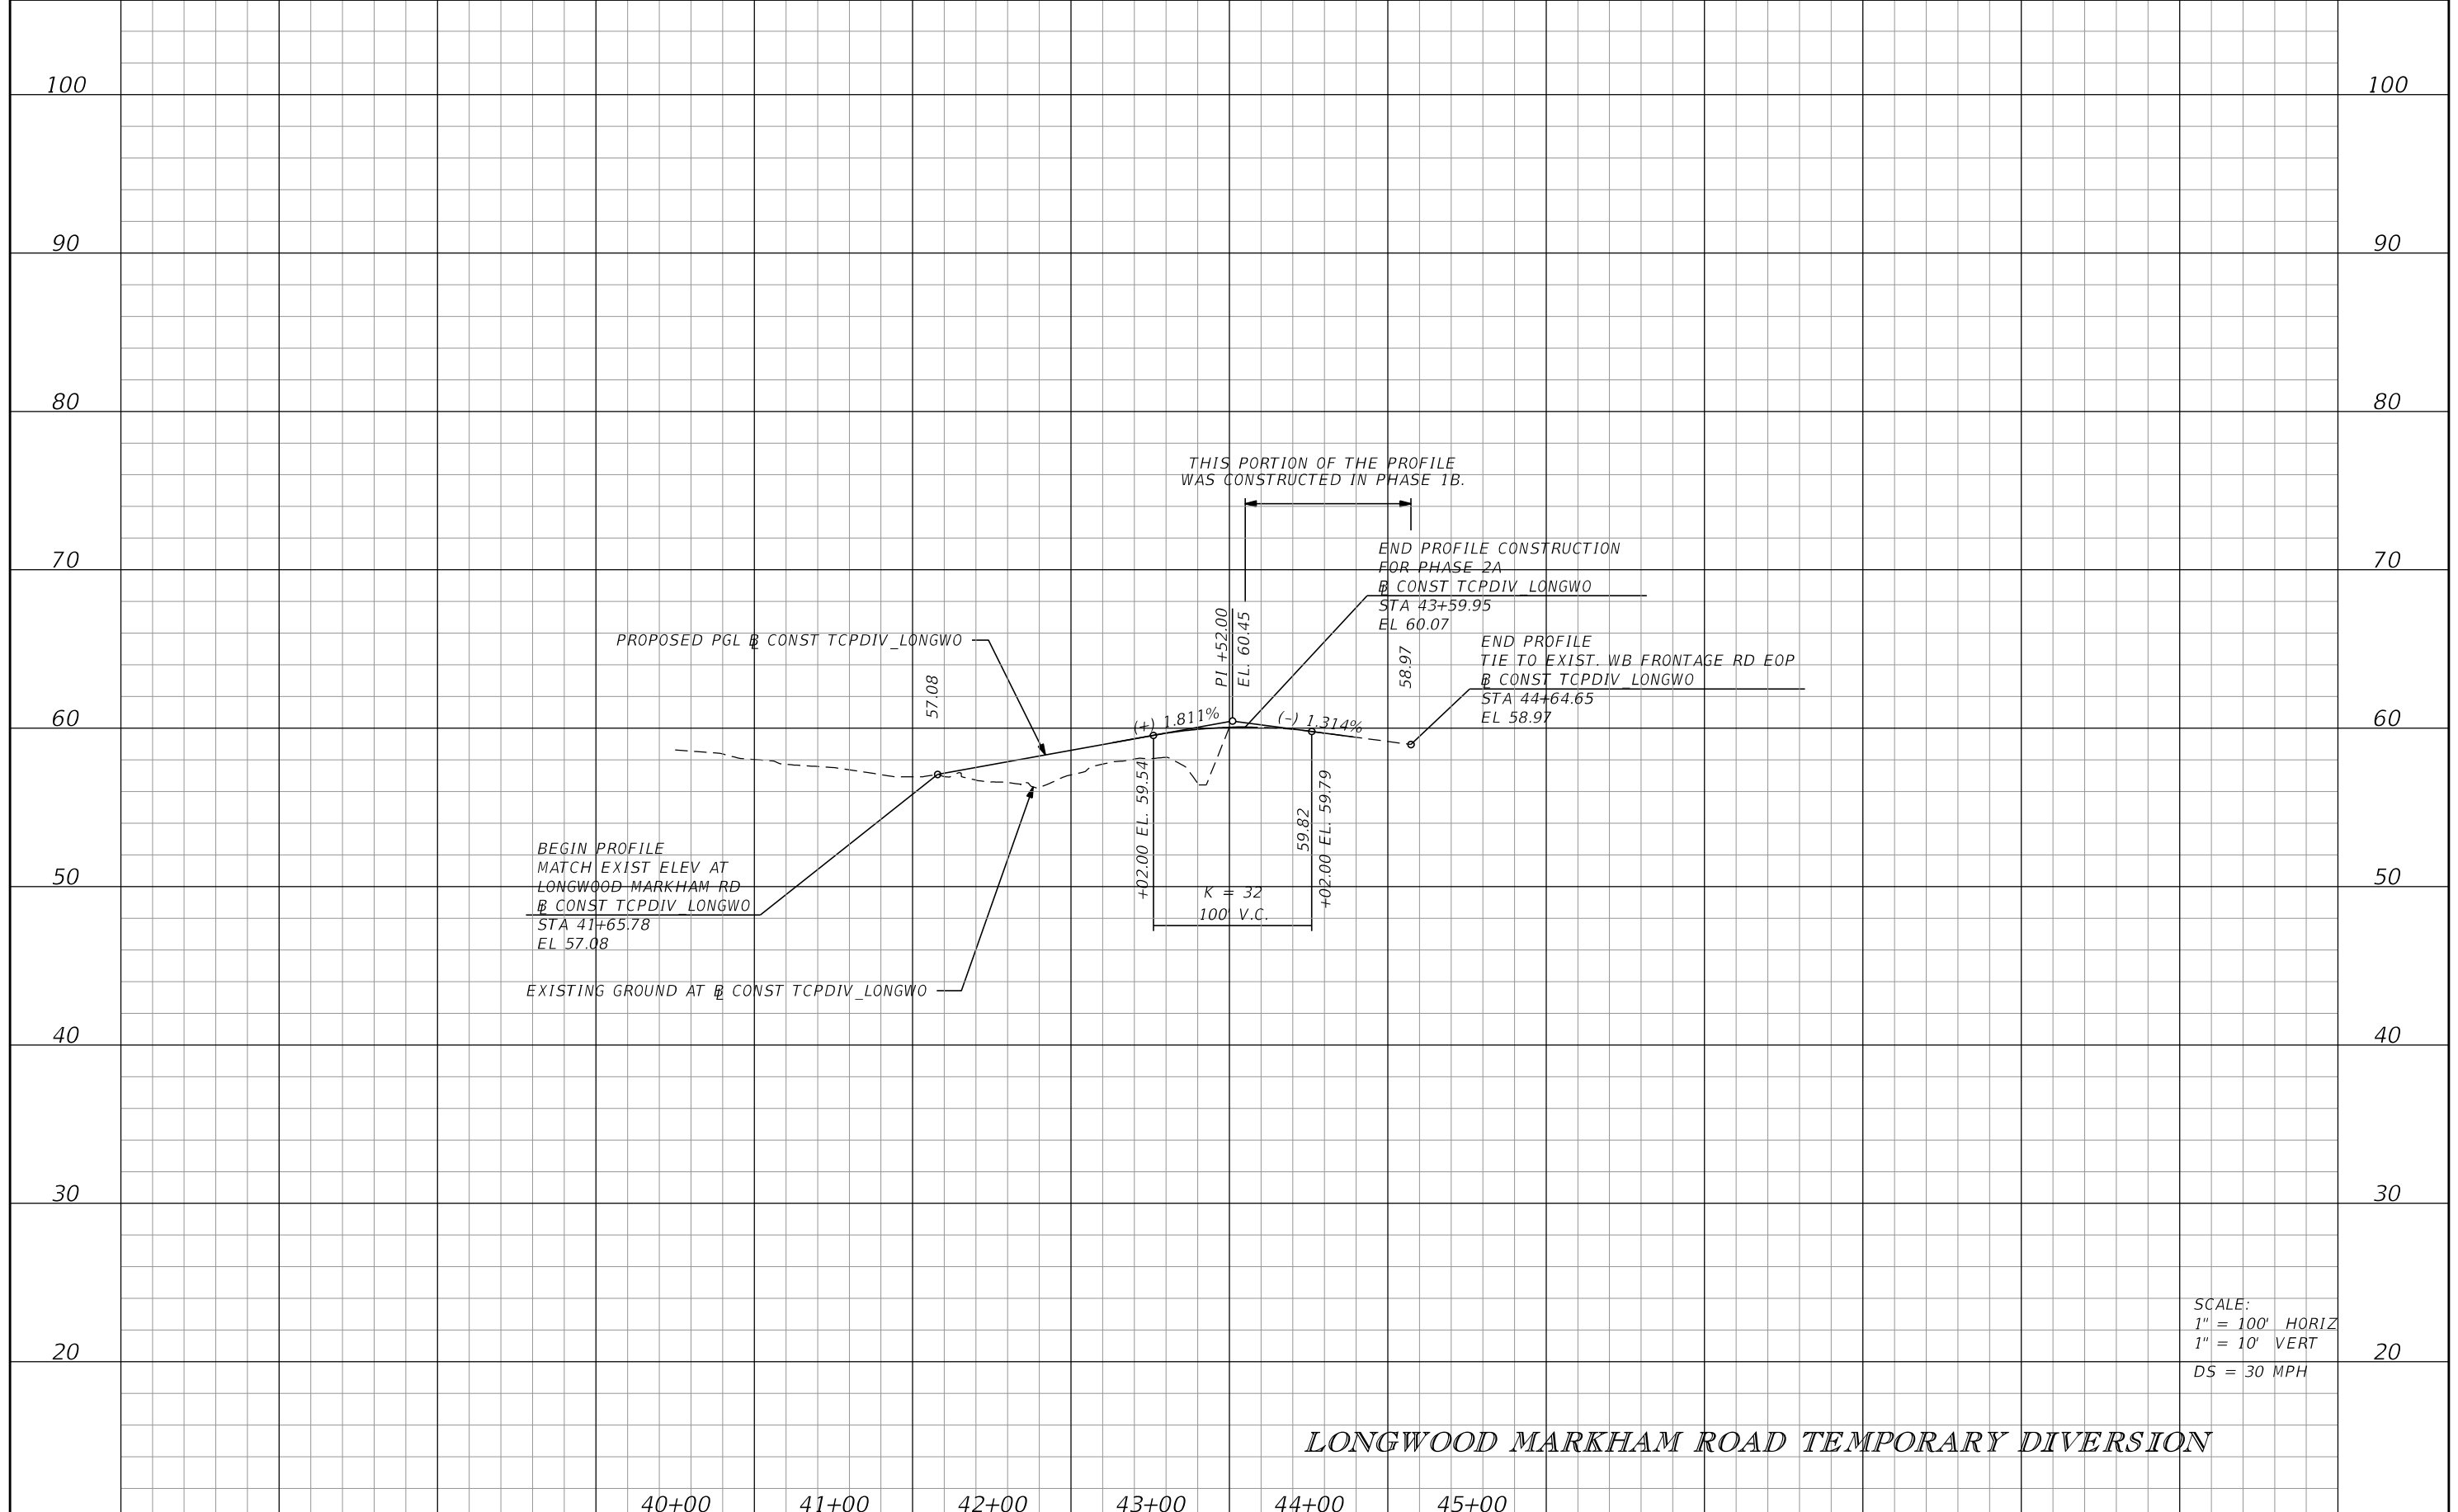 100
100
90
90
80
80
THIS PORTION OF THE PROFILE
WAS CONSTRUCTED IN PHASE 1B.
70
70
END PROFILE CONSTRUCTION
FOR PHASE 2A
BL CONST TCPDIV_LONGWO
STA 43+59.95
EL 60.07
PROPOSED PGL BL CONST TCPDIV_LONGWO
PI +52.00
EL. 60.45
58.97
END PROFILE
TIE TO EXIST. WB FRONTAGE RD EOP
BL CONST TCPDIV_LONGWO
STA 44+64.65
EL 58.97
57.08
60
60
(+) 1.811%
(-) 1.314%
+02.00 EL. 59.54
59.82
+02.00 EL. 59.79
BEGIN PROFILE
MATCH EXIST ELEV AT
LONGWOOD MARKHAM RD
BL CONST TCPDIV_LONGWO
STA 41+65.78
EL 57.08
50
50
K = 32
100' V.C.
EXISTING GROUND AT BL CONST TCPDIV_LONGWO
40
40
30
30
SCALE:
1" = 100' HORIZ
1" = 10' VERT
DS = 30 MPH
20
20
LONGWOOD MARKHAM ROAD TEMPORARY DIVERSION
40+00 41+00 42+00 43+00 44+00 45+00